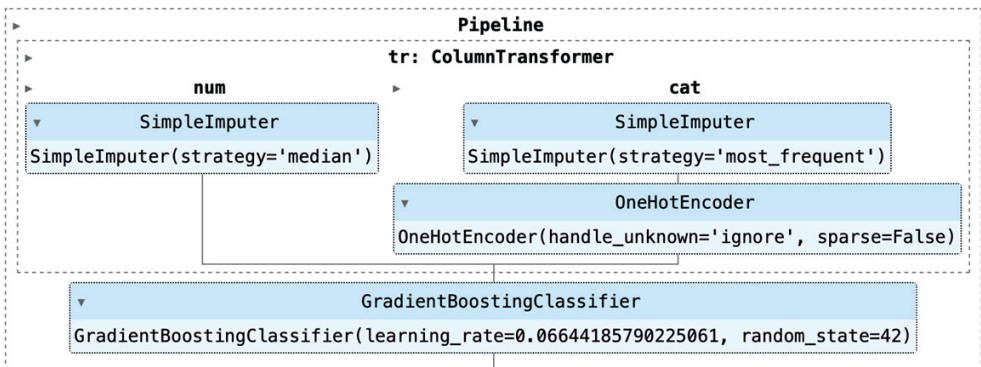 Pipeline
tr: ColumnTransformer
num
cat
SimpleImputer
SimpleImputer(strategy='median')
SimpleImputer
SimpleImputer(strategy='most_frequent')
OneHotEncoder
OneHotEncoder(handle_unknown='ignore', sparse=False)
GradientBoostingClassifier
GradientBoostingClassifier(learning_rate=0.06644185790225061, random_state=42)